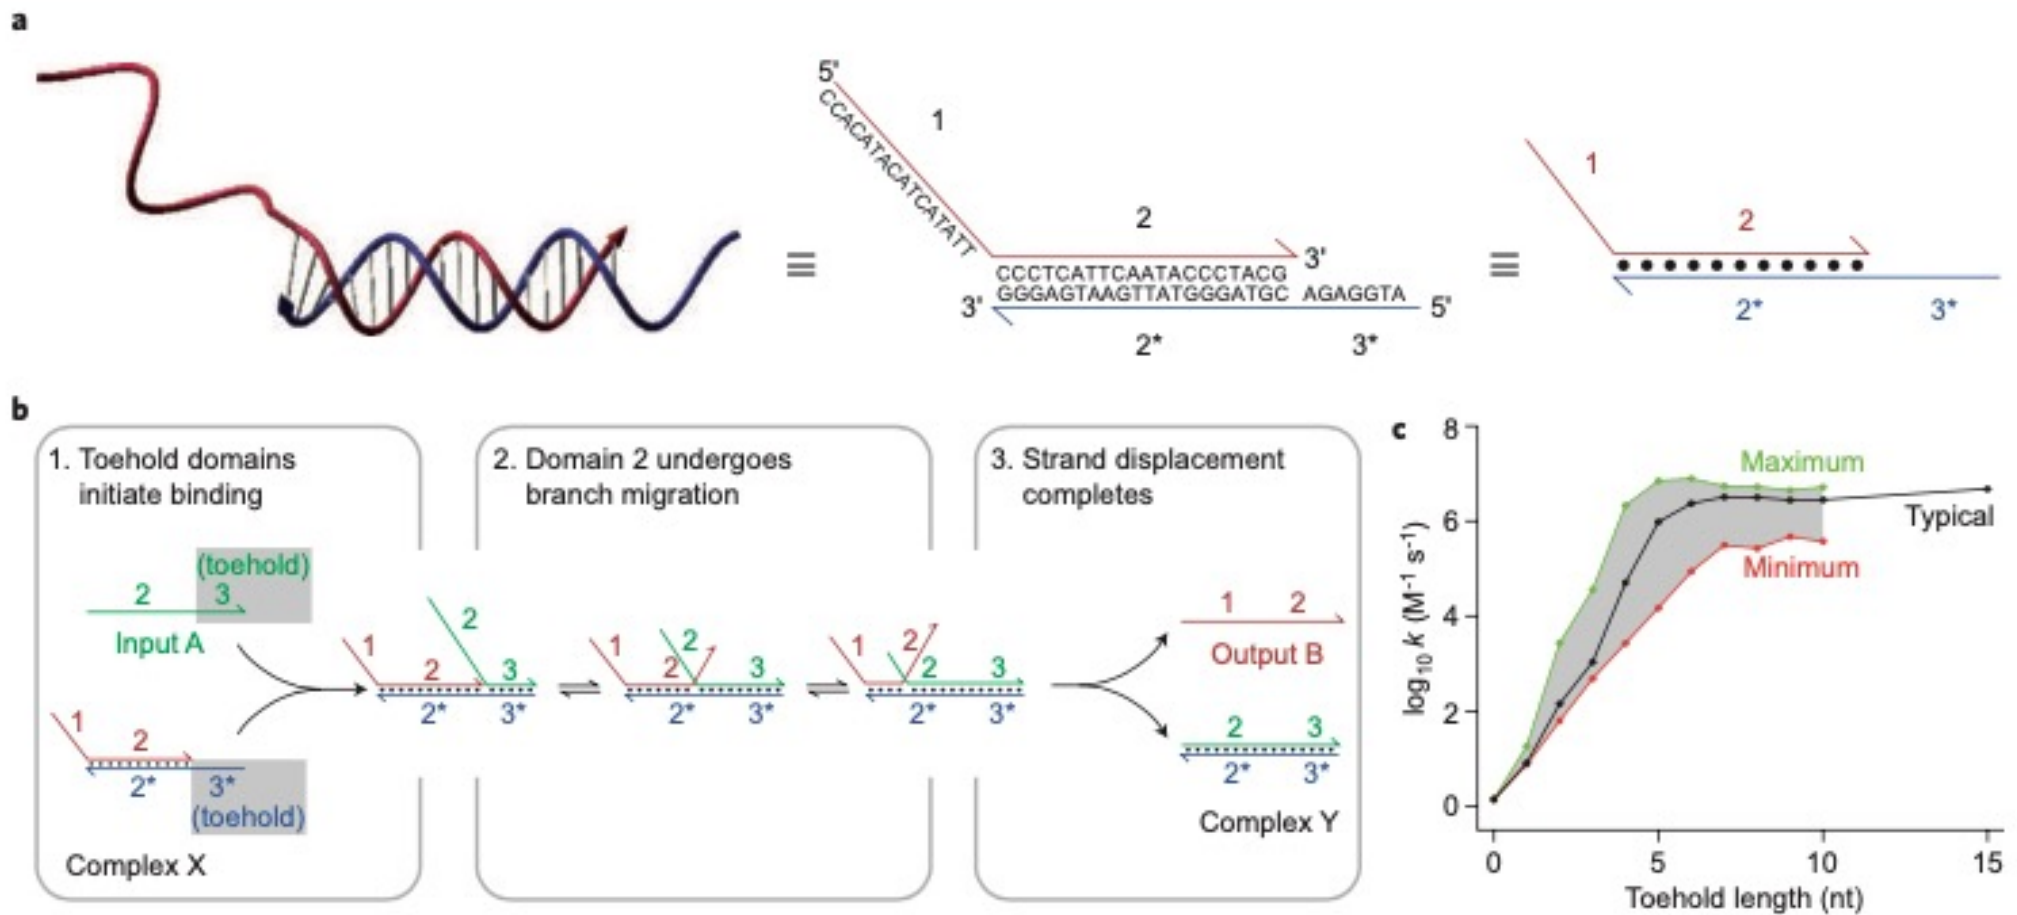 a
5'
CCACATACATCATATT
1
2
3'
CCCTCATTCAATACCCTACG
GGGAGTAAGTTATGGGATGC AGAGGTA
3'
5'
2*
3*
≡
≡
1
2
2*
3*
b
1. Toehold domains
initiate binding
(toehold)
2 3
Input A
1
2
2* 3*
(toehold)
Complex X
2. Domain 2 undergoes
branch migration
1 2 2 3
2* 3*
1 2 2 3
2* 3*
1 2 2 3
2* 3*
3. Strand displacement
completes
1 2
Output B
2 3
2* 3*
Complex Y
c
8
6
4
2
0
log10 k (M-1 s-1)
Maximum
Typical
Minimum
0 5 10 15
Toehold length (nt)